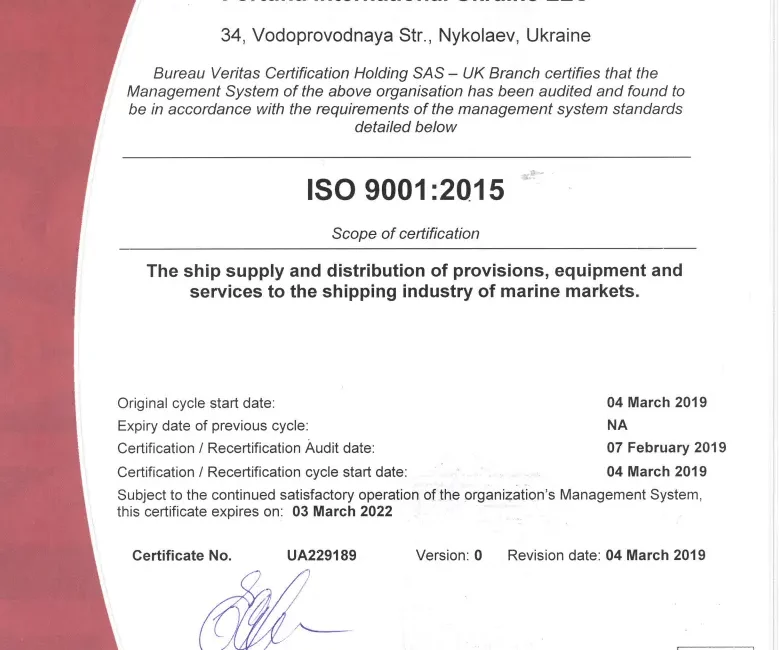 34, Vodoprovodnaya Str., Nykolaev, Ukraine
Bureau Veritas Certification Holding SAS – UK Branch certifies that the
Management System of the above organisation has been audited and found to
be in accordance with the requirements of the management system standards
detailed below
ISO 9001:2015
Scope of certification
The ship supply and distribution of provisions, equipment and
services to the shipping industry of marine markets.
Original cycle start date: 04 March 2019
Expiry date of previous cycle: NA
Certification / Recertification Audit date: 07 February 2019
Certification / Recertification cycle start date: 04 March 2019
Subject to the continued satisfactory operation of the organization's Management System,
this certificate expires on: 03 March 2022
Certificate No. UA229189 Version: 0 Revision date: 04 March 2019